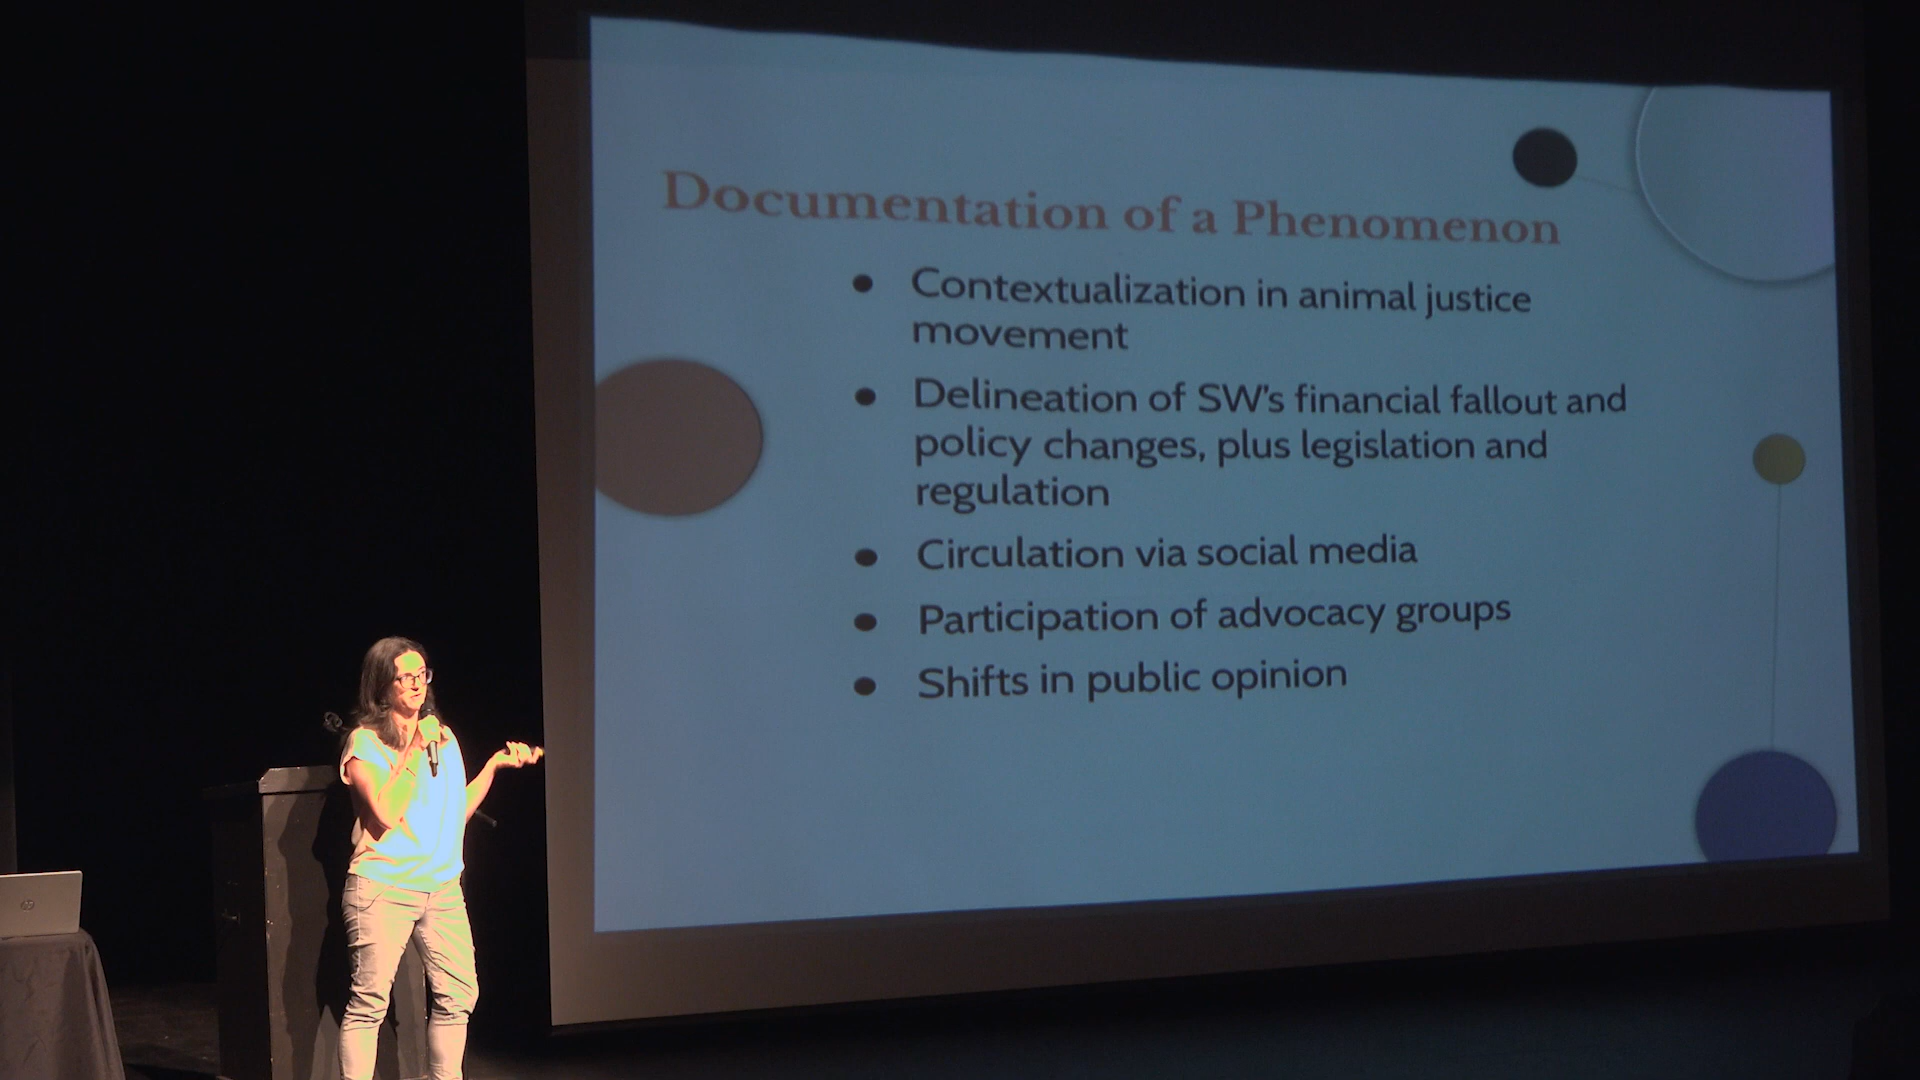 Documentation of a Phenomenon
● Contextualization in animal justice
movement
● Delineation of SW's financial fallout and
policy changes, plus legislation and
regulation
● Circulation via social media
● Participation of advocacy groups
● Shifts in public opinion
hp